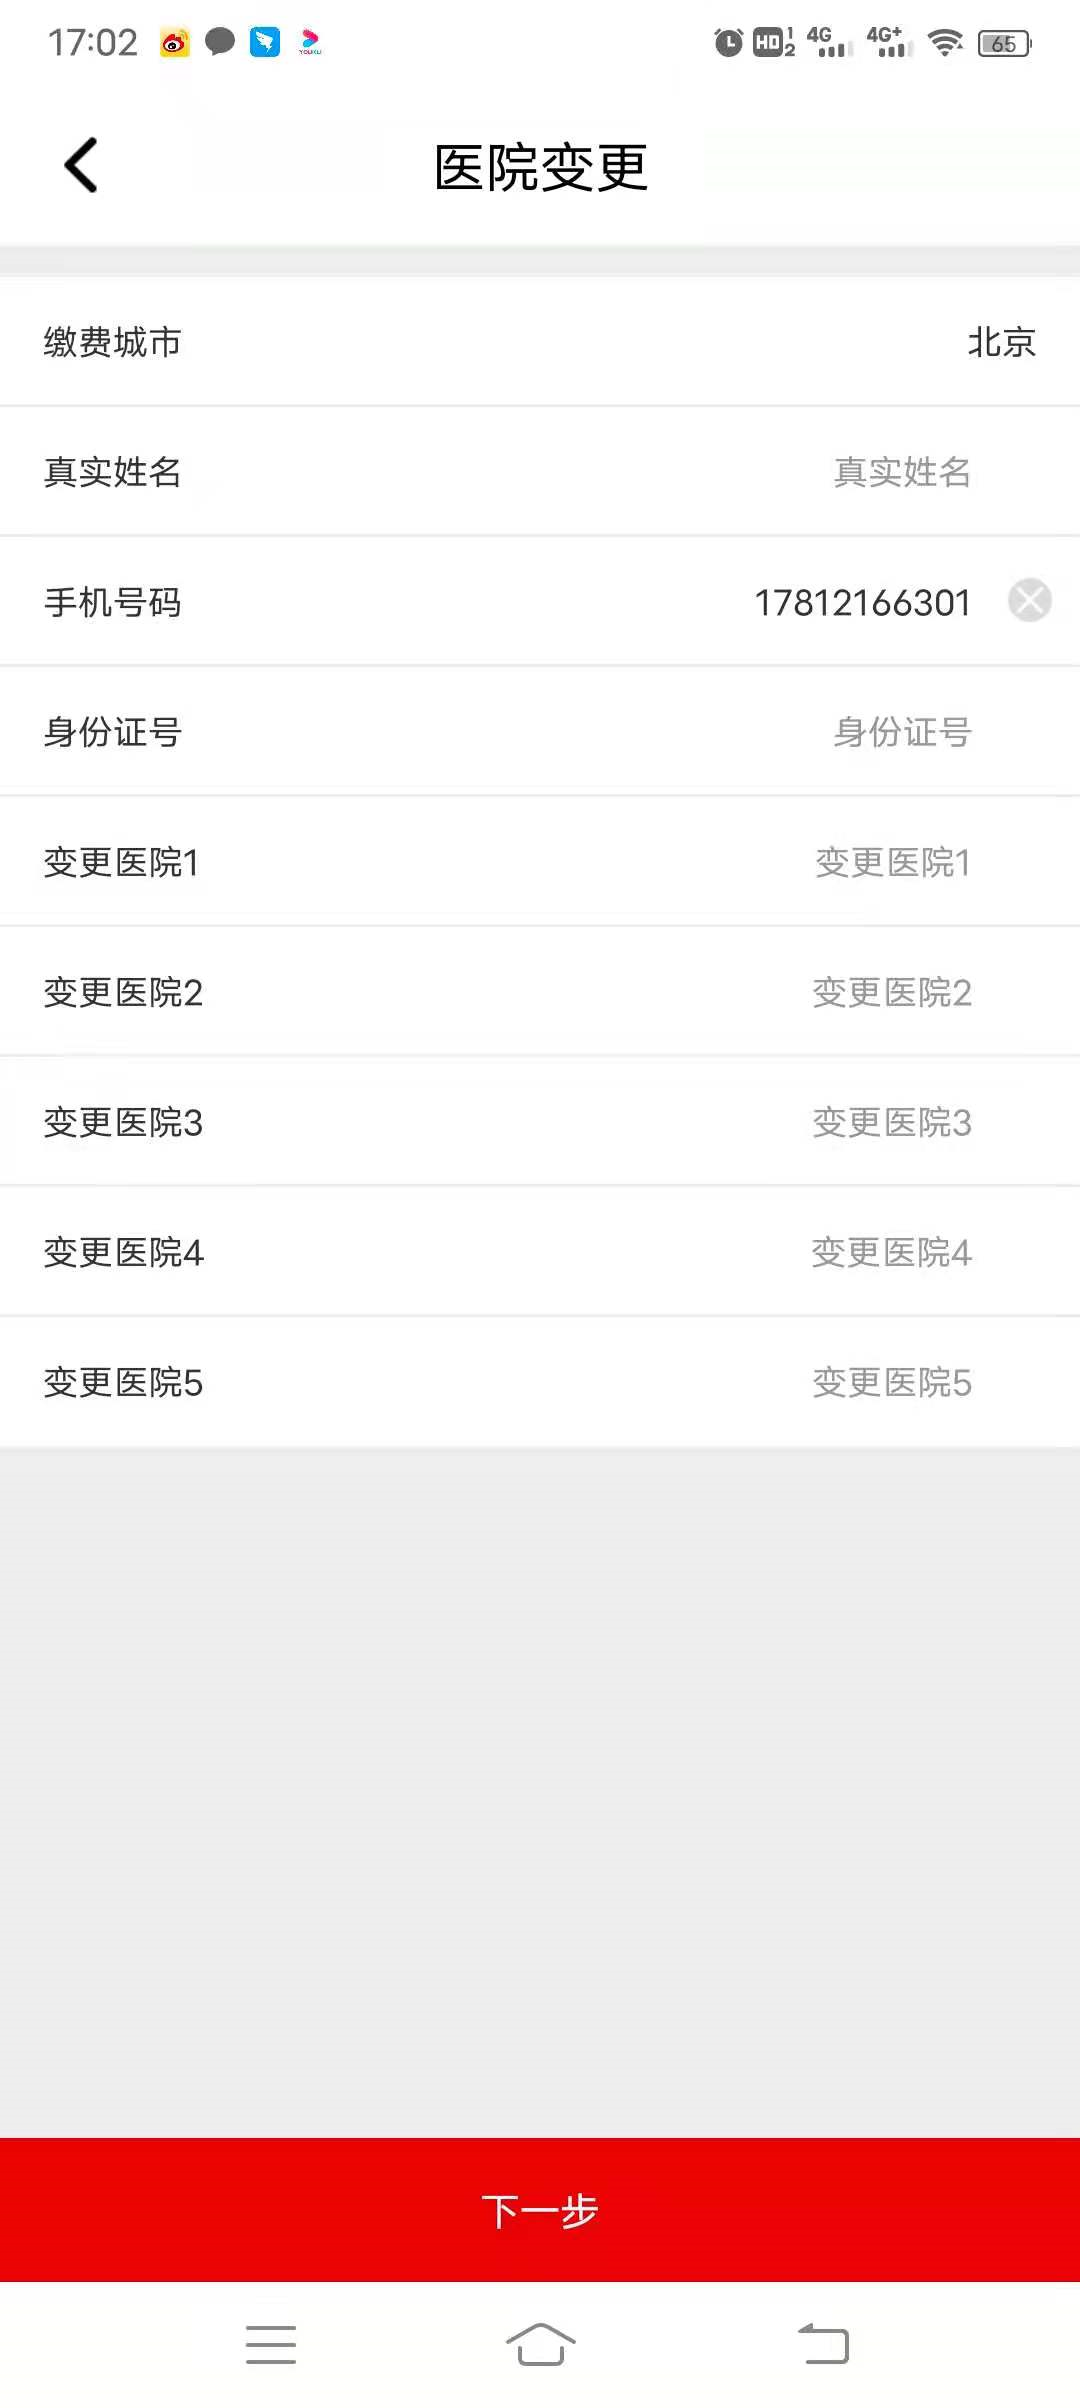 17:02 HD 1 2 4G 4G+ 65
医院变更
缴费城市 北京
真实姓名 真实姓名
手机号码 17812166301
身份证号 身份证号
变更医院1 变更医院1
变更医院2 变更医院2
变更医院3 变更医院3
变更医院4 变更医院4
变更医院5 变更医院5
下一步